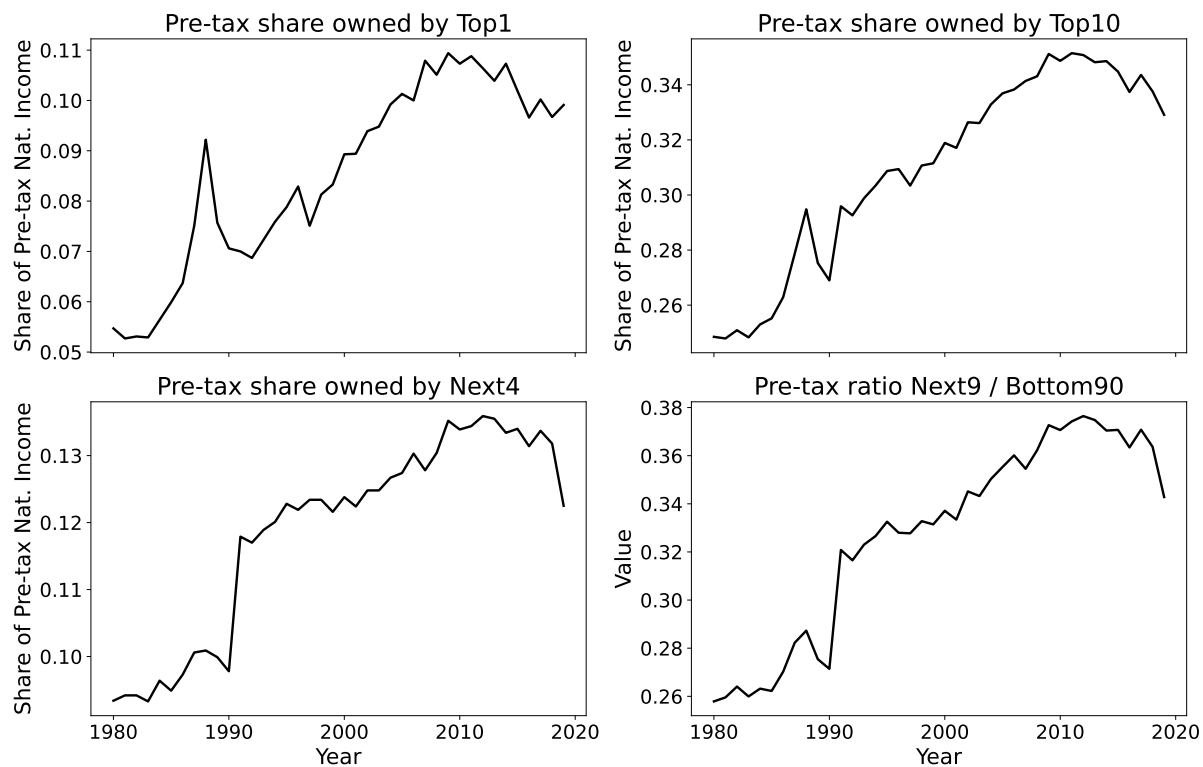 Pre-tax share owned by Top1
Share of Pre-tax Nat. Income
0.11
0.10
0.09
0.08
0.07
0.06
0.05
Pre-tax share owned by Top10
Share of Pre-tax Nat. Income
0.34
0.32
0.30
0.28
0.26
Pre-tax share owned by Next4
Share of Pre-tax Nat. Income
0.13
0.12
0.11
0.10
1980 1990 2000 2010 2020
Year
Pre-tax ratio Next9 / Bottom90
Value
0.38
0.36
0.34
0.32
0.30
0.28
0.26
1980 1990 2000 2010 2020
Year